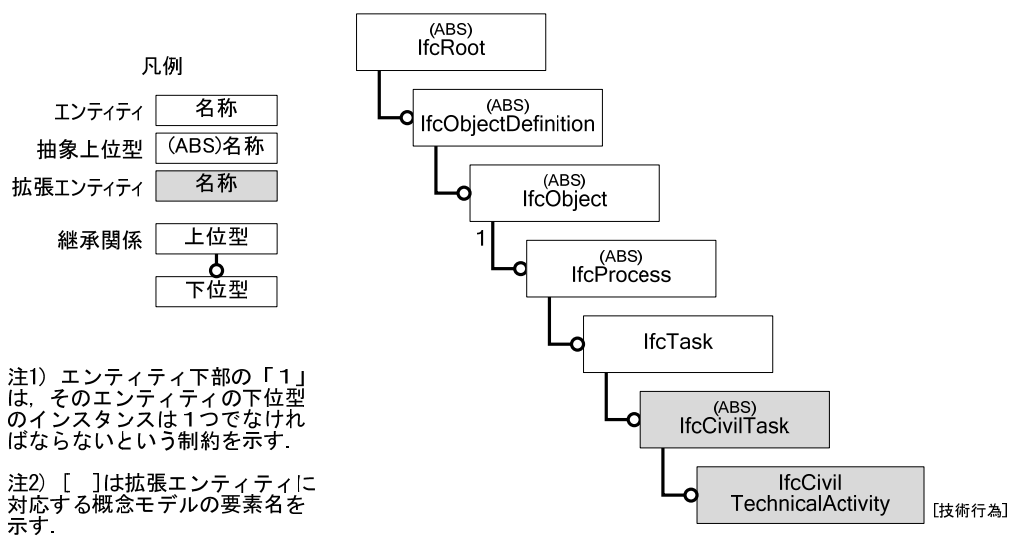 凡例
エンティティ
名称
抽象上位型
(ABS)名称
拡張エンティティ
名称
継承関係
上位型
下位型
注1) エンティティ下部の「１」
は，そのエンティティの下位型
のインスタンスは１つでなけれ
ばならないという制約を示す．
注2) [　]は拡張エンティティに
対応する概念モデルの要素名を
示す．
(ABS)
IfcRoot
(ABS)
IfcObjectDefinition
(ABS)
IfcObject
1
(ABS)
IfcProcess
IfcTask
(ABS)
IfcCivilTask
IfcCivil
TechnicalActivity
[技術行為]